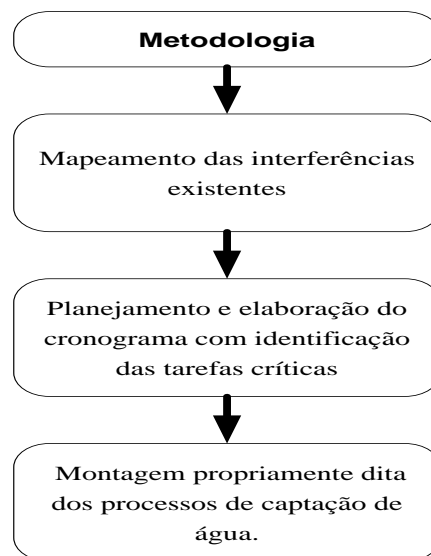 Metodologia
Mapeamento das interferências
existentes
Planejamento e elaboração do
cronograma com identificação
das tarefas críticas
Montagem propriamente dita
dos processos de captação de
água.